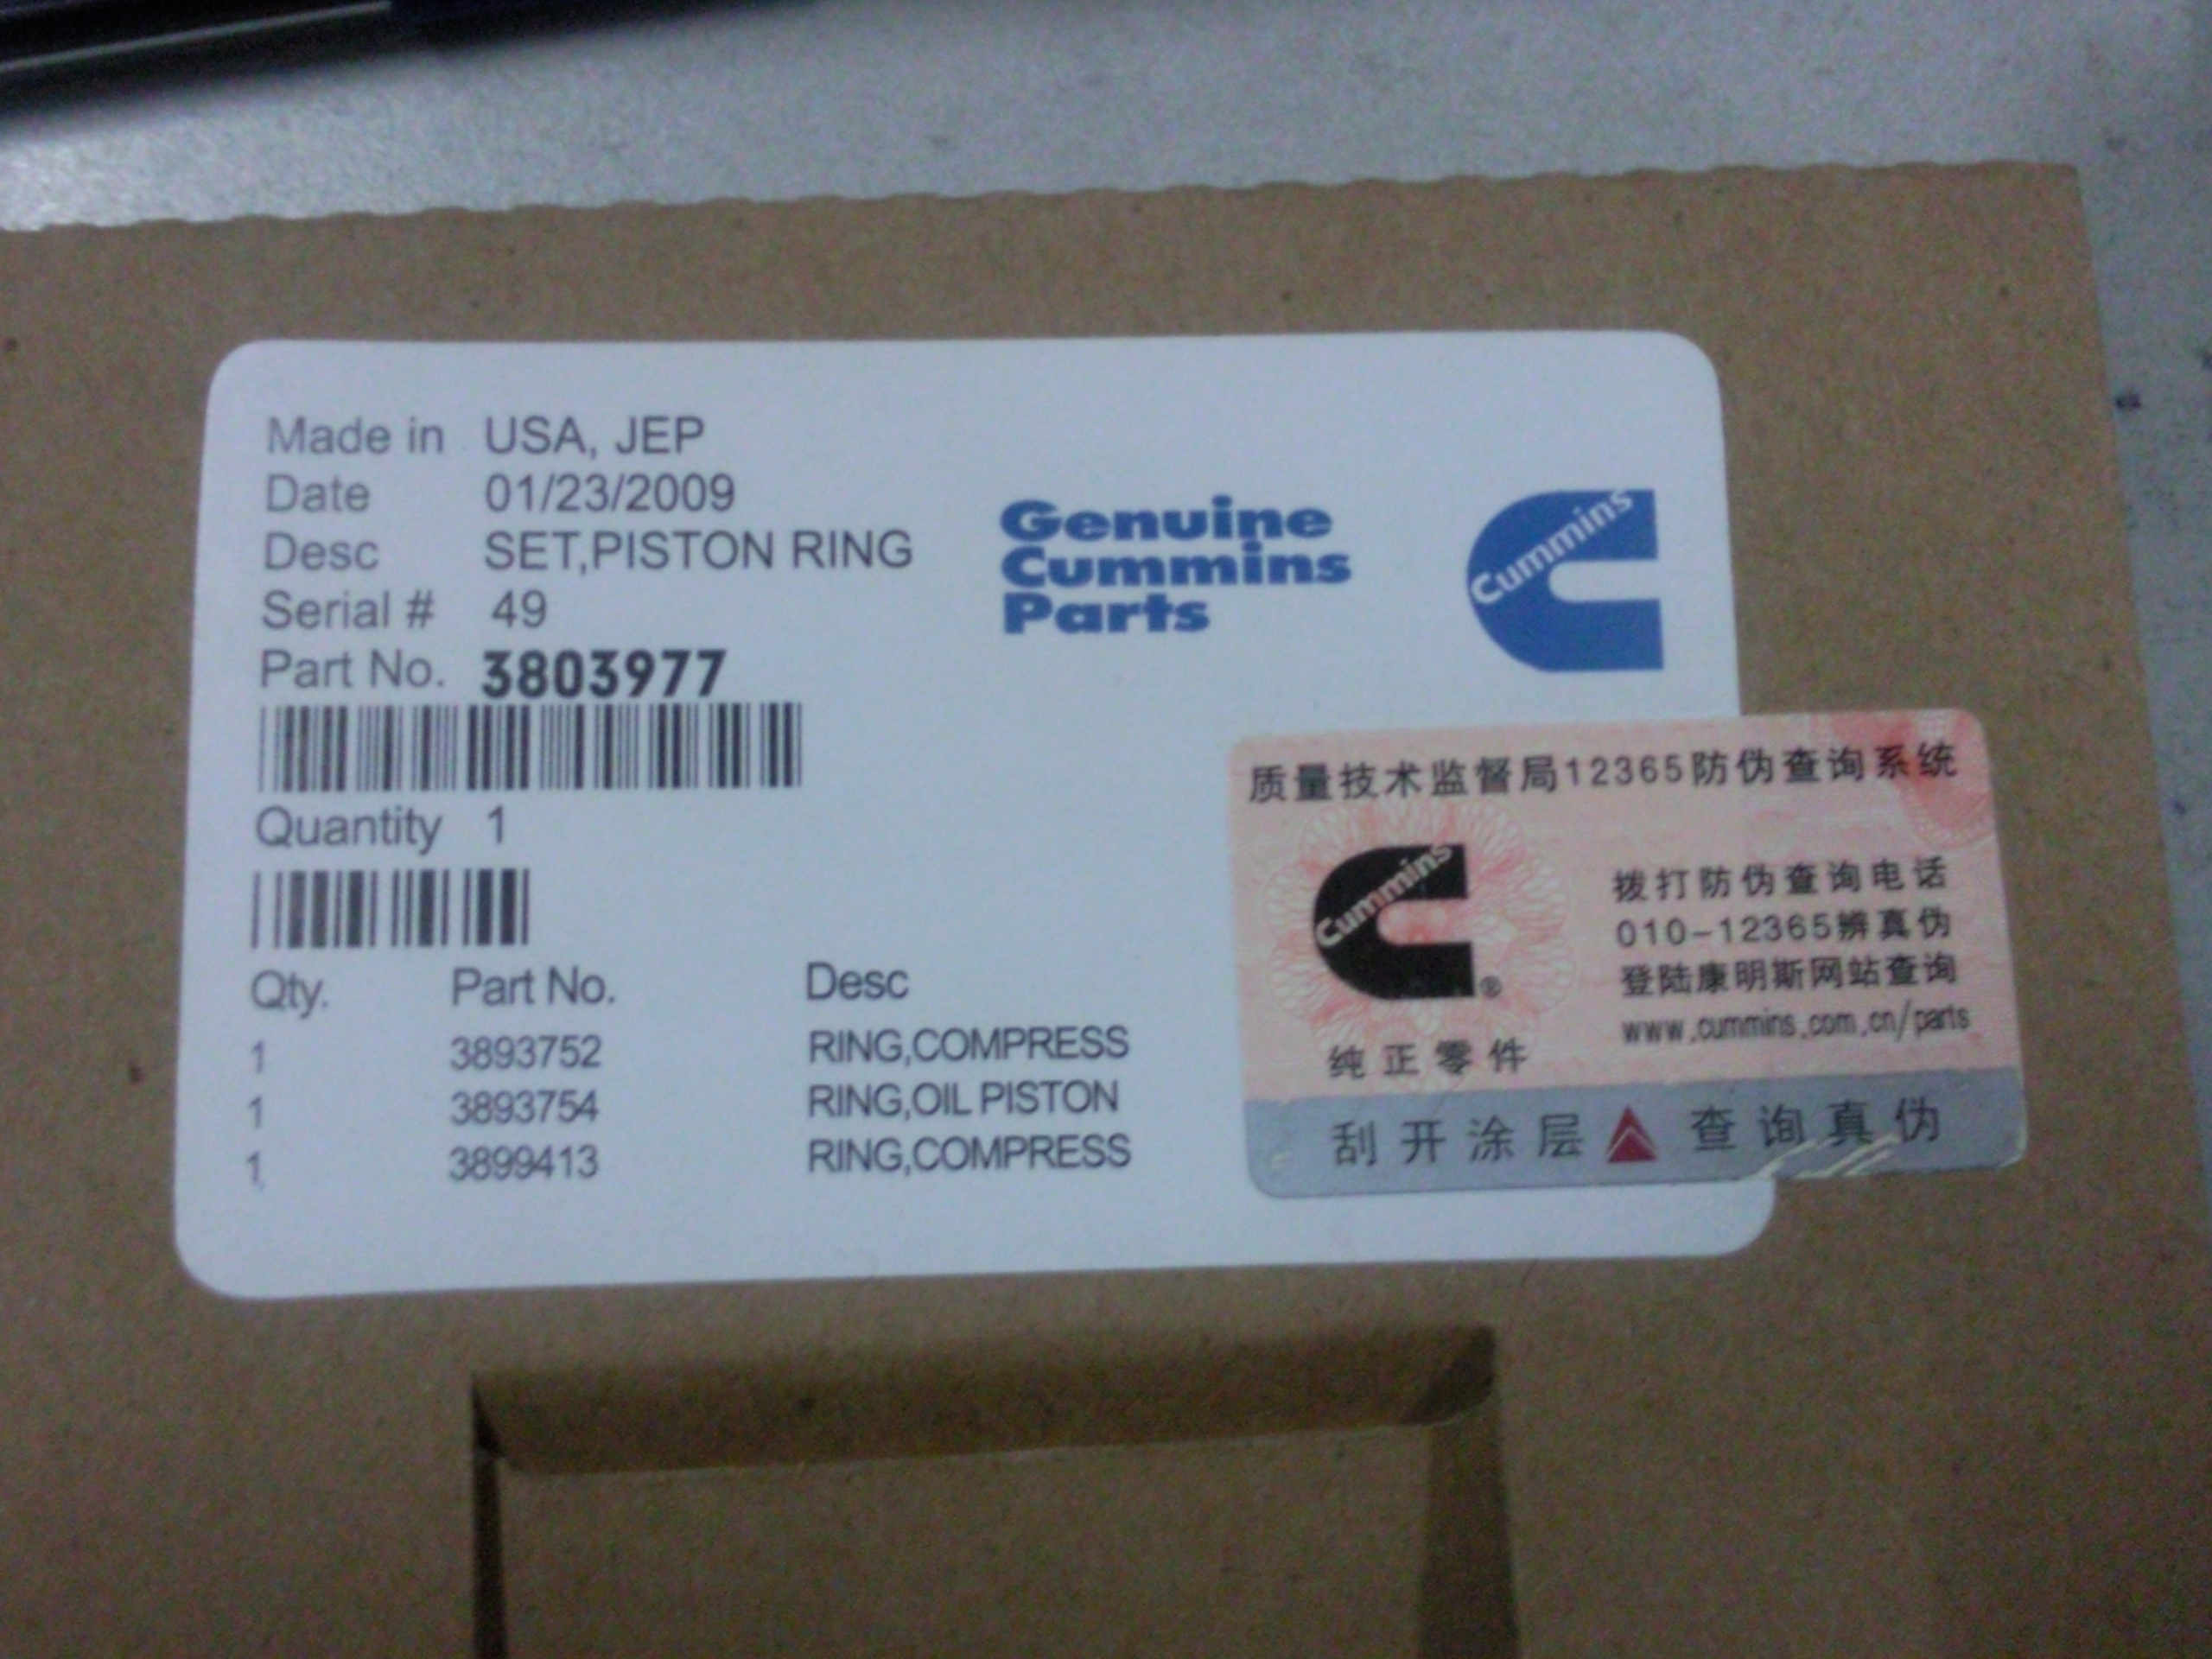 Made in USA, JEP
Date 01/23/2009
Desc SET,PISTON RING
Serial # 49
Part No. 3803977
Quantity 1
Qty. Part No. Desc
1 3893752 RING,COMPRESS
1 3893754 RING,OIL PISTON
1 3899413 RING,COMPRESS
Genuine
Cummins
Parts
Cummins
质量技术监督局12365防伪查询系统
Cummins
®
纯正零件
拨打防伪查询电话
010-12365辨真伪
登陆康明斯网站查询
www.cummins.com.cn/parts
刮开涂层 查询真伪